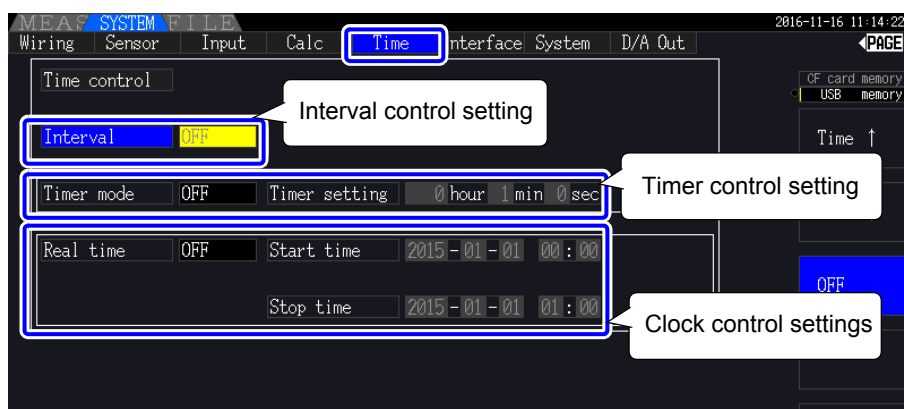 MEAS SYSTEM FILE 2016-11-16 11:14:22
Wiring Sensor Input Calc Time nterface System D/A Out PAGE
Time control
CF card memory
USB memory
Interval control setting
Interval OFF
Time ↑
Timer control setting
Timer mode OFF Timer setting 0 hour 1 min 0 sec
Real time OFF Start time 2015-01-01 00:00
OFF
Stop time 2015-01-01 01:00
Clock control settings